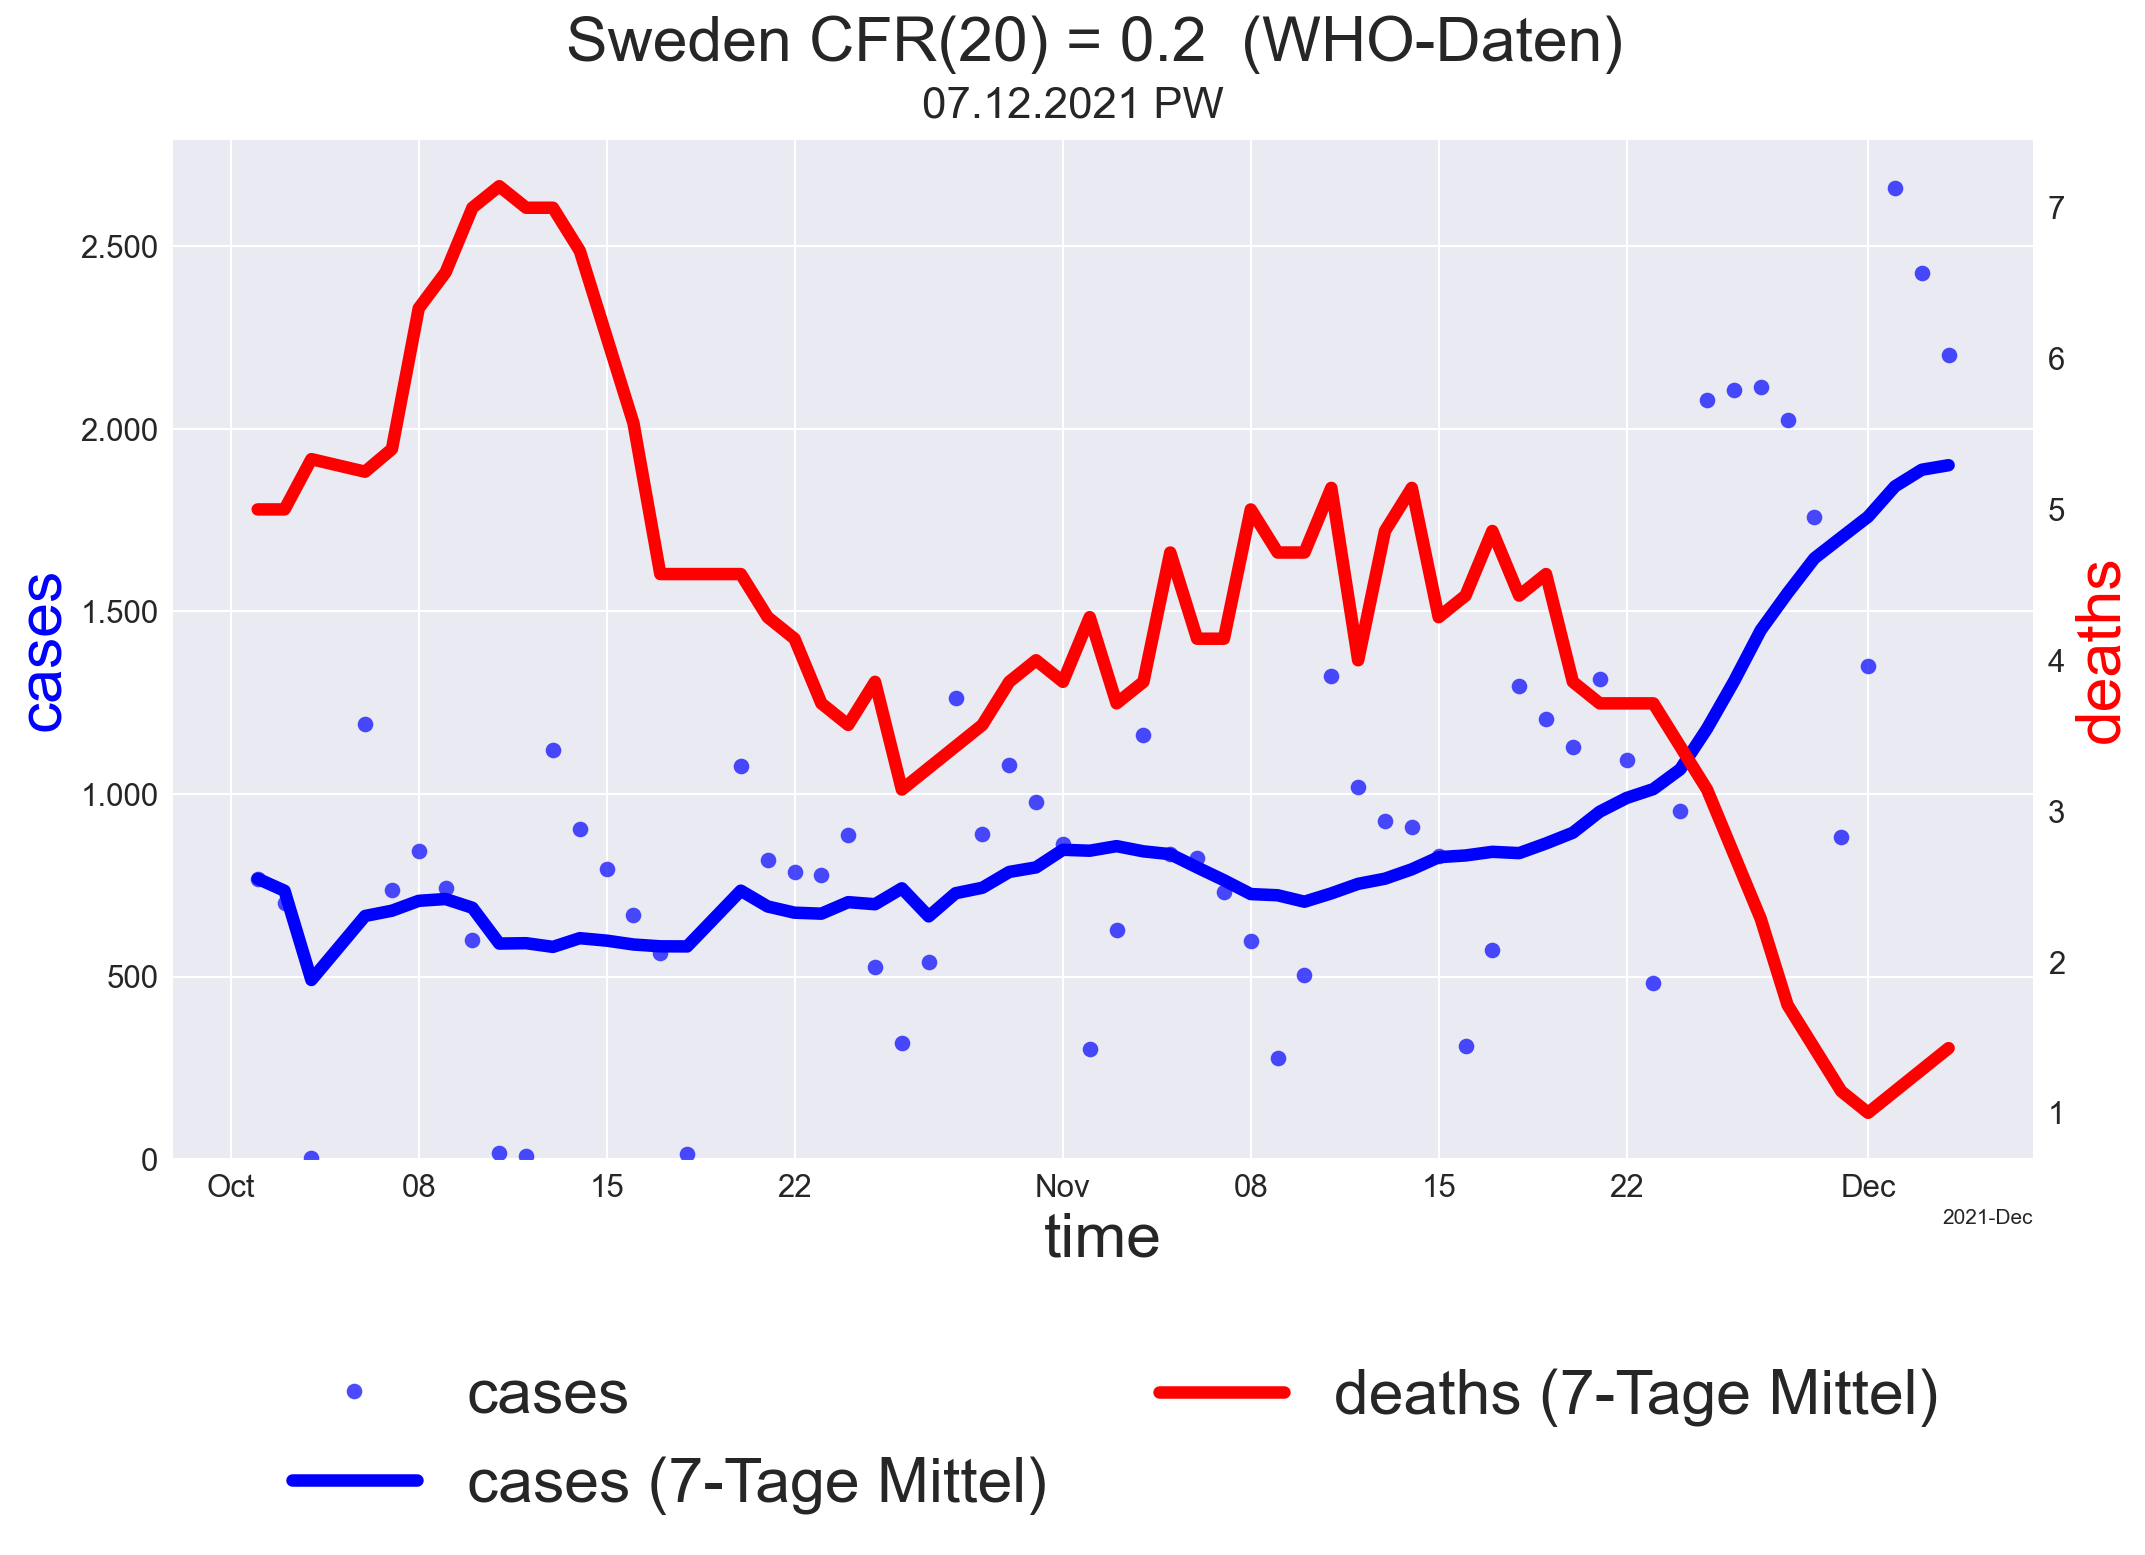 Sweden CFR(20) = 0.2 (WHO-Daten)
07.12.2021 PW
cases
2.500
2.000
1.500
1.000
500
0
7
6
5
4
3
2
1
deaths
Oct 08 15 22 Nov 08 15 22 Dec
2021-Dec
time
cases
cases (7-Tage Mittel)
deaths (7-Tage Mittel)